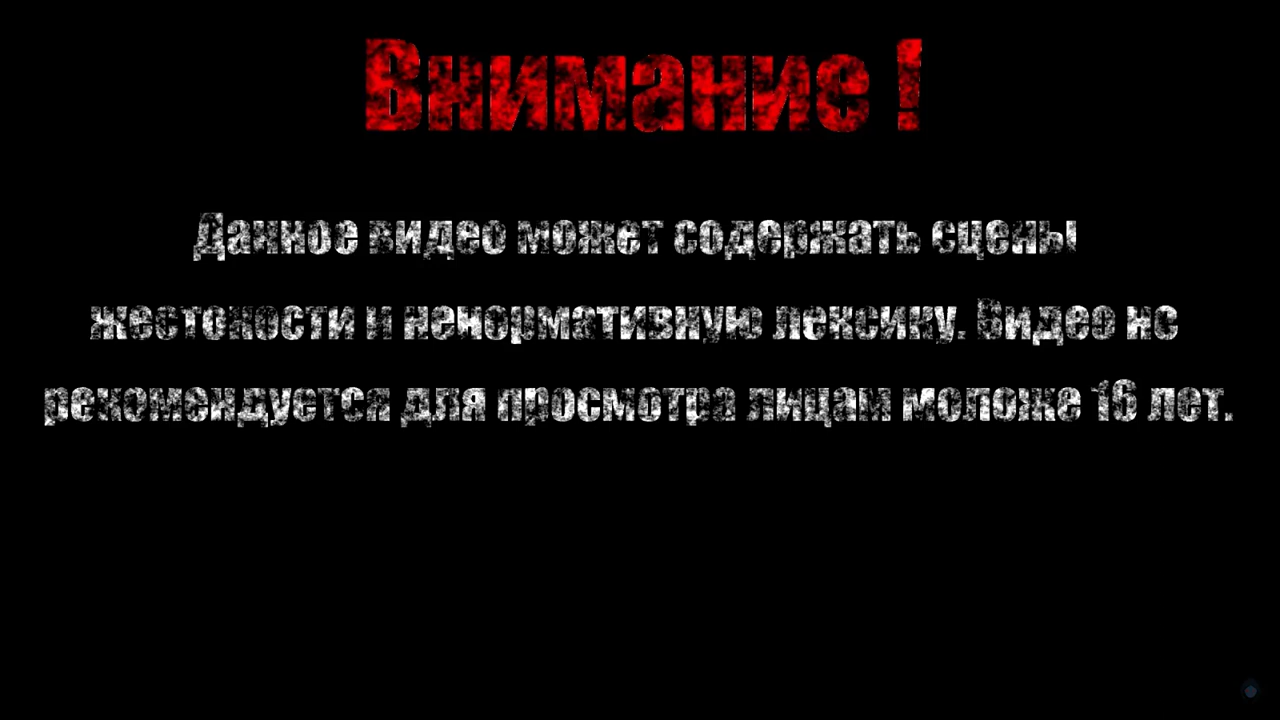 Внимание !
Данное видео может содержать сцены
жестокости и ненормативную лексику. Видео не
рекомендуется для просмотра лицам моложе 16 лет.